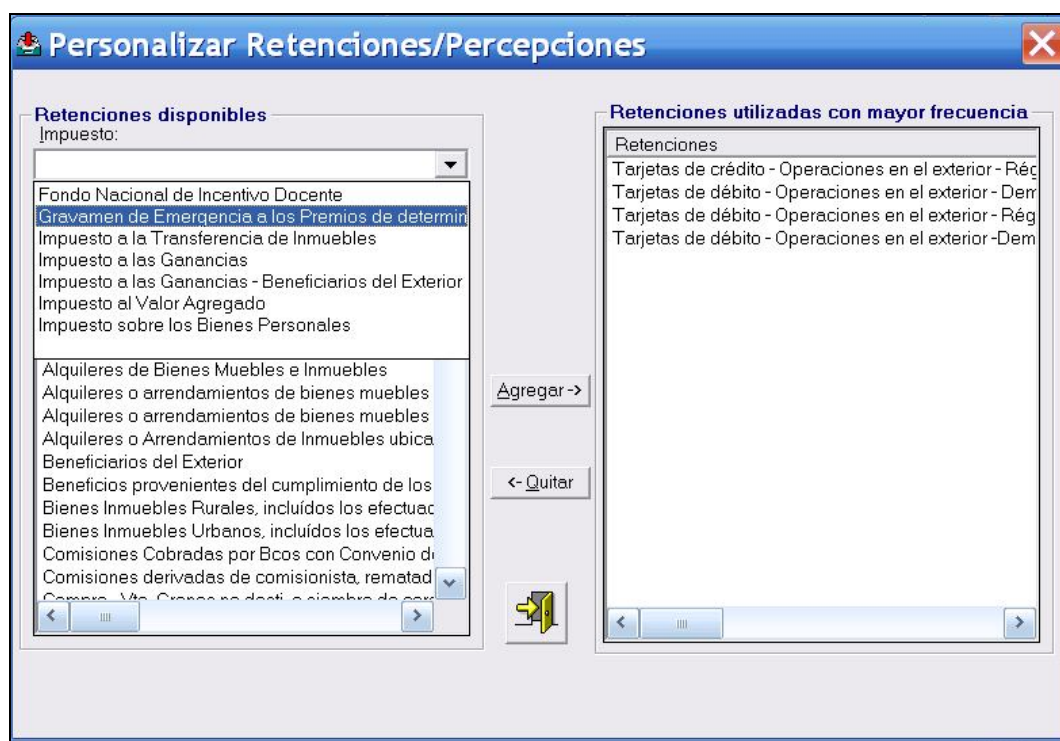 Personalizar Retenciones/Percepciones
Retenciones disponibles
Impuesto:
Fondo Nacional de Incentivo Docente
Gravamen de Emergencia a los Premios de determin
Impuesto a la Transferencia de Inmuebles
Impuesto a las Ganancias
Impuesto a las Ganancias - Beneficiarios del Exterior
Impuesto al Valor Agregado
Impuesto sobre los Bienes Personales
Alquileres de Bienes Muebles e Inmuebles
Alquileres o arrendamientos de bienes muebles
Alquileres o arrendamientos de bienes muebles
Alquileres o Arrendamientos de Inmuebles ubica
Beneficiarios del Exterior
Beneficios provenientes del cumplimiento de los
Bienes Inmuebles Rurales, incluídos los efectuad
Bienes Inmuebles Urbanos, incluídos los efectua
Comisiones Cobradas por Bcos con Convenio d
Comisiones derivadas de comisionista, rematad
Agregar ->
<- Quitar
Retenciones utilizadas con mayor frecuencia
Retenciones
Tarjetas de crédito - Operaciones en el exterior - Rég
Tarjetas de débito - Operaciones en el exterior - Dem
Tarjetas de débito - Operaciones en el exterior - Rég
Tarjetas de débito - Operaciones en el exterior -Dem